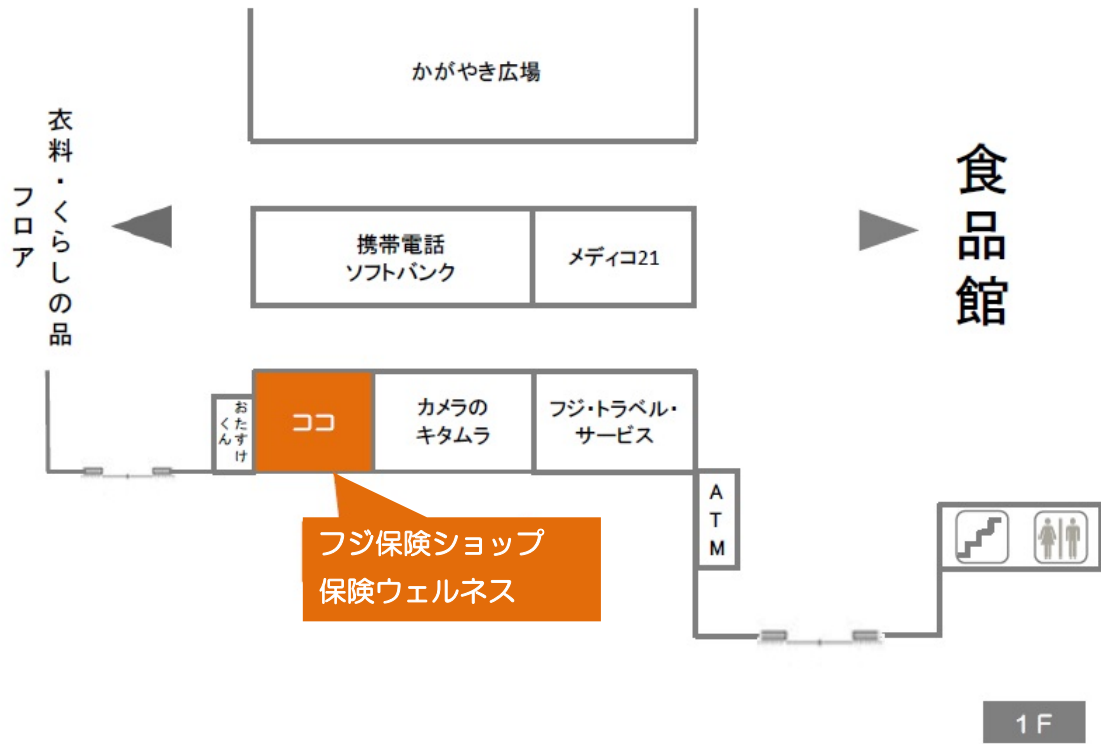 かがやき広場
衣料・くらしの品
フロア
食品館
携帯電話
ソフトバンク
メディコ21
おたすけ
くん
ココ
カメラの
キタムラ
フジ・トラベル・
サービス
ATM
フジ保険ショップ
保険ウェルネス
1F